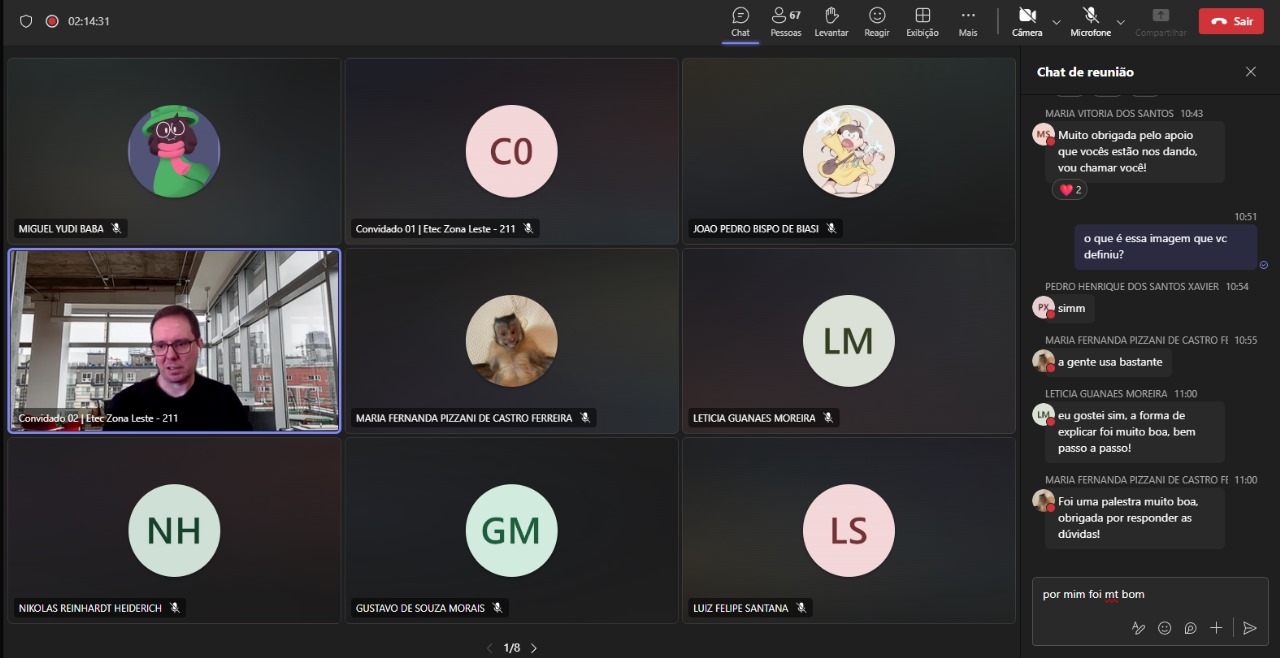 02:14:31
Chat
67
Pessoas
Levantar
Reagir
Exibição
Mais
Câmera
Microfone
Compartilhar
Sair
MIGUEL YUDI BABA
C0
Convidado 01 | Etec Zona Leste - 211
JOAO PEDRO BISPO DE BIASI
Convidado 02 | Etec Zona Leste - 211
MARIA FERNANDA PIZZANI DE CASTRO FERREIRA
LM
LETICIA GUANAES MOREIRA
NH
NIKOLAS REINHARDT HEIDERICH
GM
GUSTAVO DE SOUZA MORAIS
LS
LUIZ FELIPE SANTANA
1/8
Chat de reunião
MARIA VITORIA DOS SANTOS 10:43
MS
Muito obrigada pelo apoio
que vocês estão nos dando,
vou chamar você!
2
10:51
o que é essa imagem que vc
definiu?
PEDRO HENRIQUE DOS SANTOS XAVIER 10:54
PX
simm
MARIA FERNANDA PIZZANI DE CASTRO FE 10:55
a gente usa bastante
LETICIA GUANAES MOREIRA 11:00
LM
eu gostei sim, a forma de
explicar foi muito boa, bem
passo a passo!
MARIA FERNANDA PIZZANI DE CASTRO FE 11:00
Foi uma palestra muito boa,
obrigada por responder as
dúvidas!
por mim foi mt bom